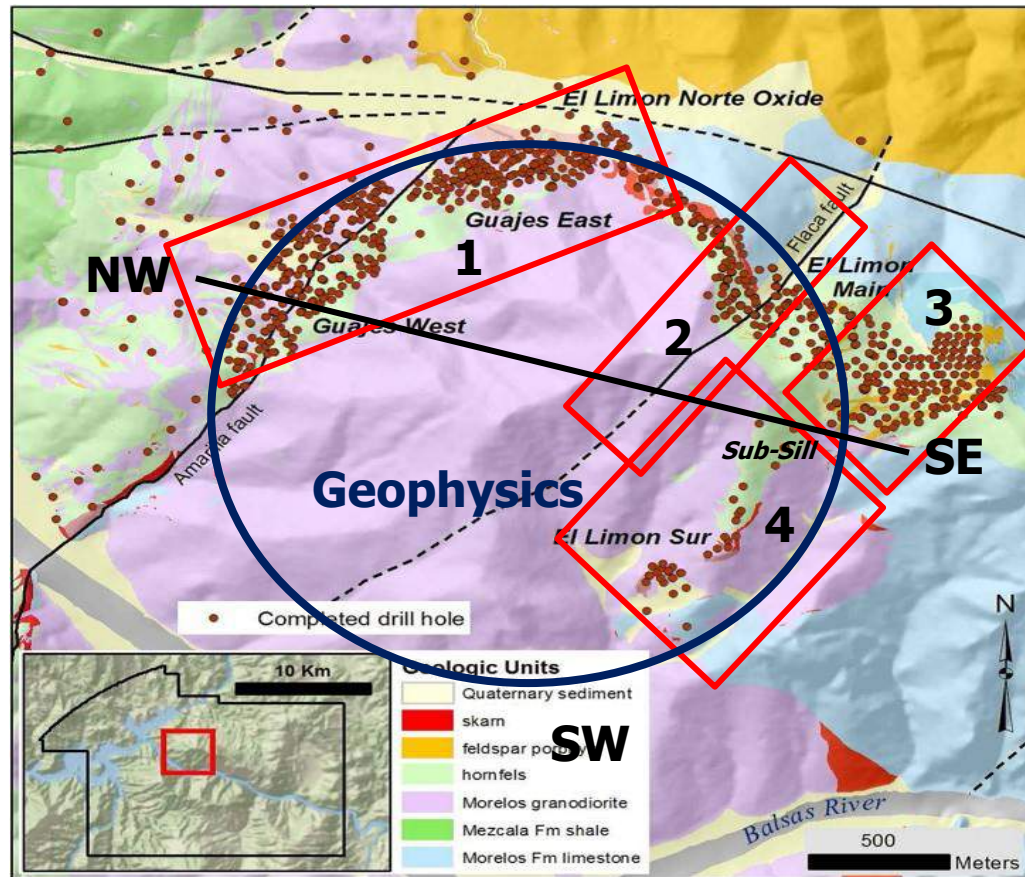 El Limon Norte Oxide
Guajes East
1
Flaca fault
El Limon
Main
NW
3
Guajes West
2
Sub-Sill
SE
Amarilla fault
Geophysics
4
El Limon Sur
N
Completed drill hole
10 Km
Geologic Units
Quaternary sediment
skarn
SW
feldspar
hornfels
Morelos granodiorite
Mezcala Fm shale
Morelos Fm limestone
Balsas River
500
Meters